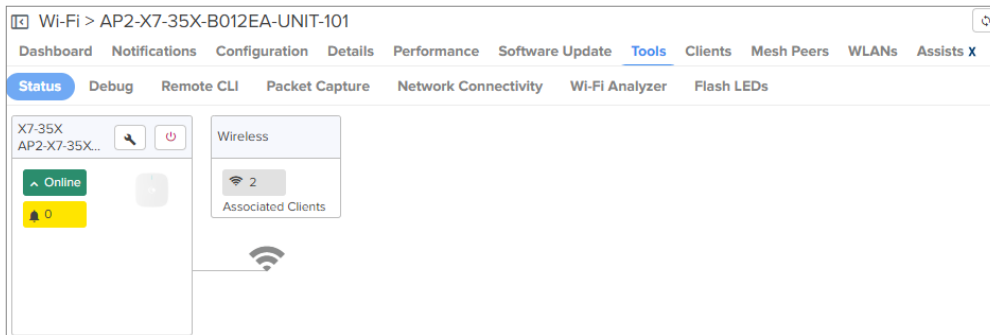 Wi-Fi > AP2-X7-35X-B012EA-UNIT-101
Dashboard Notifications Configuration Details Performance Software Update Tools Clients Mesh Peers WLANs Assists X
Status Debug Remote CLI Packet Capture Network Connectivity Wi-Fi Analyzer Flash LEDs
X7-35X
AP2-X7-35X...
Online
0
Wireless
2
Associated Clients